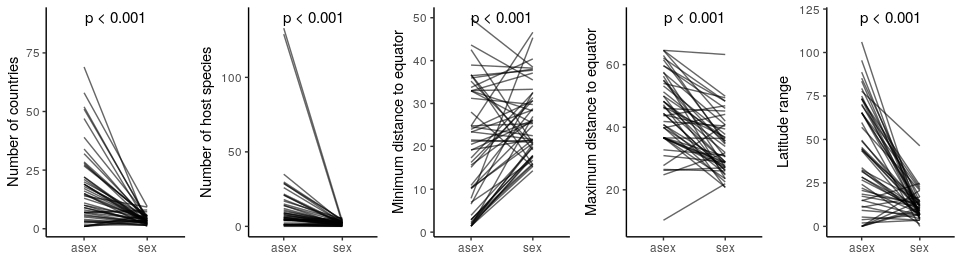 p < 0.001
Number of countries
75
50
25
0
asex sex
p < 0.001
Number of host species
100
50
0
asex sex
p < 0.001
Minimum distance to equator
50
40
30
20
10
0
asex sex
p < 0.001
Maximum distance to equator
60
40
20
asex sex
p < 0.001
Latitude range
125
100
75
50
25
0
asex sex